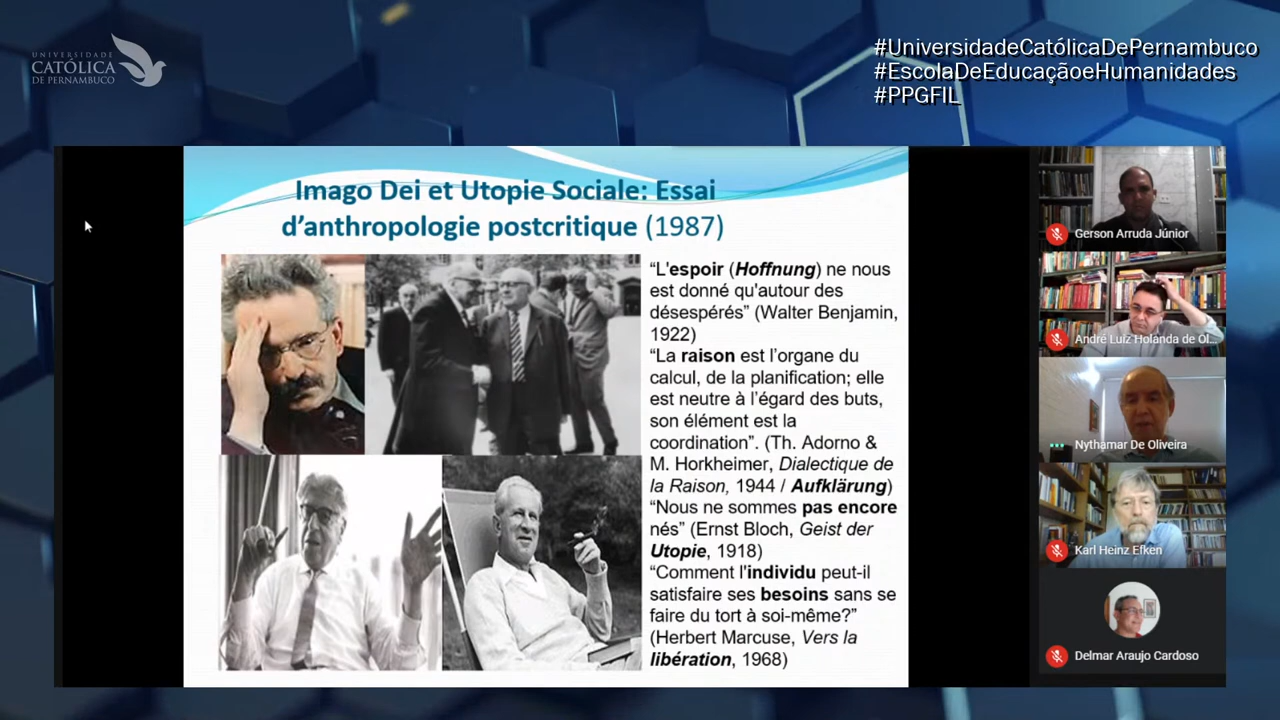 UNIVERSIDADE
CATÓLICA
DE PERNAMBUCO
#UniversidadeCatólicaDePernambuco
#EscolaDeEducaçãoeHumanidades
#PPGFIL
Imago Dei et Utopie Sociale: Essai
d'anthropologie postcritique (1987)
“L'espoir (Hoffnung) ne nous
est donné qu'autour des
désespérés” (Walter Benjamin,
1922)
“La raison est l’organe du
calcul, de la planification; elle
est neutre à l’égard des buts,
son élément est la
coordination”. (Th. Adorno &
M. Horkheimer, Dialectique de
la Raison, 1944 / Aufklärung)
“Nous ne sommes pas encore
nés” (Ernst Bloch, Geist der
Utopie, 1918)
“Comment l'individu peut-il
satisfaire ses besoins sans se
faire du tort à soi-même?”
(Herbert Marcuse, Vers la
libération, 1968)
Gerson Arruda Júnior
André Luiz Holanda de Ol...
Nythamar De Oliveira
Karl Heinz Efken
Delmar Araujo Cardoso